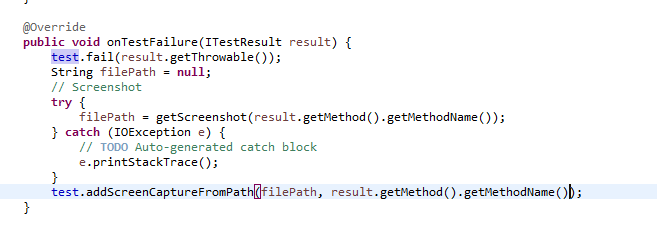 @Override
public void onTestFailure(ITestResult result) {
test.fail(result.getThrowable());
String filePath = null;
// Screenshot
try {
filePath = getScreenshot(result.getMethod().getMethodName());
} catch (IOException e) {
// TODO Auto-generated catch block
e.printStackTrace();
}
test.addScreenCaptureFromPath(filePath, result.getMethod().getMethodName());
}